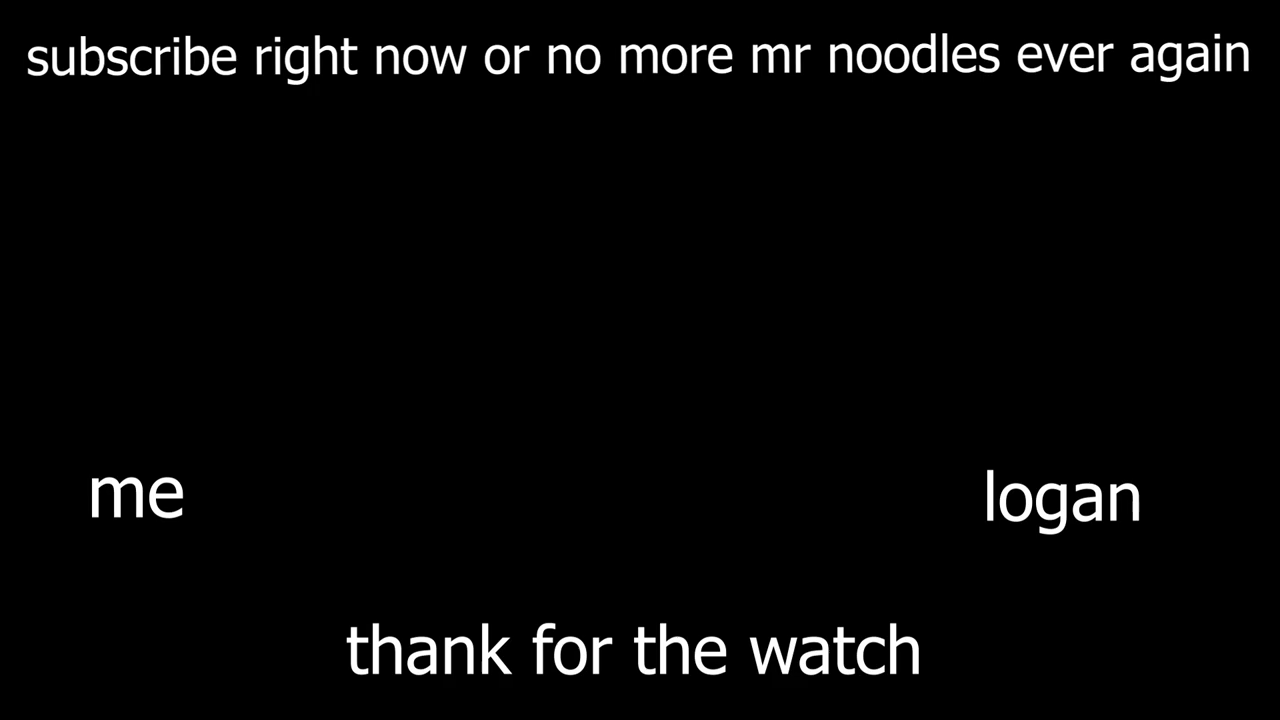 subscribe right now or no more mr noodles ever again
me
logan
thank for the watch